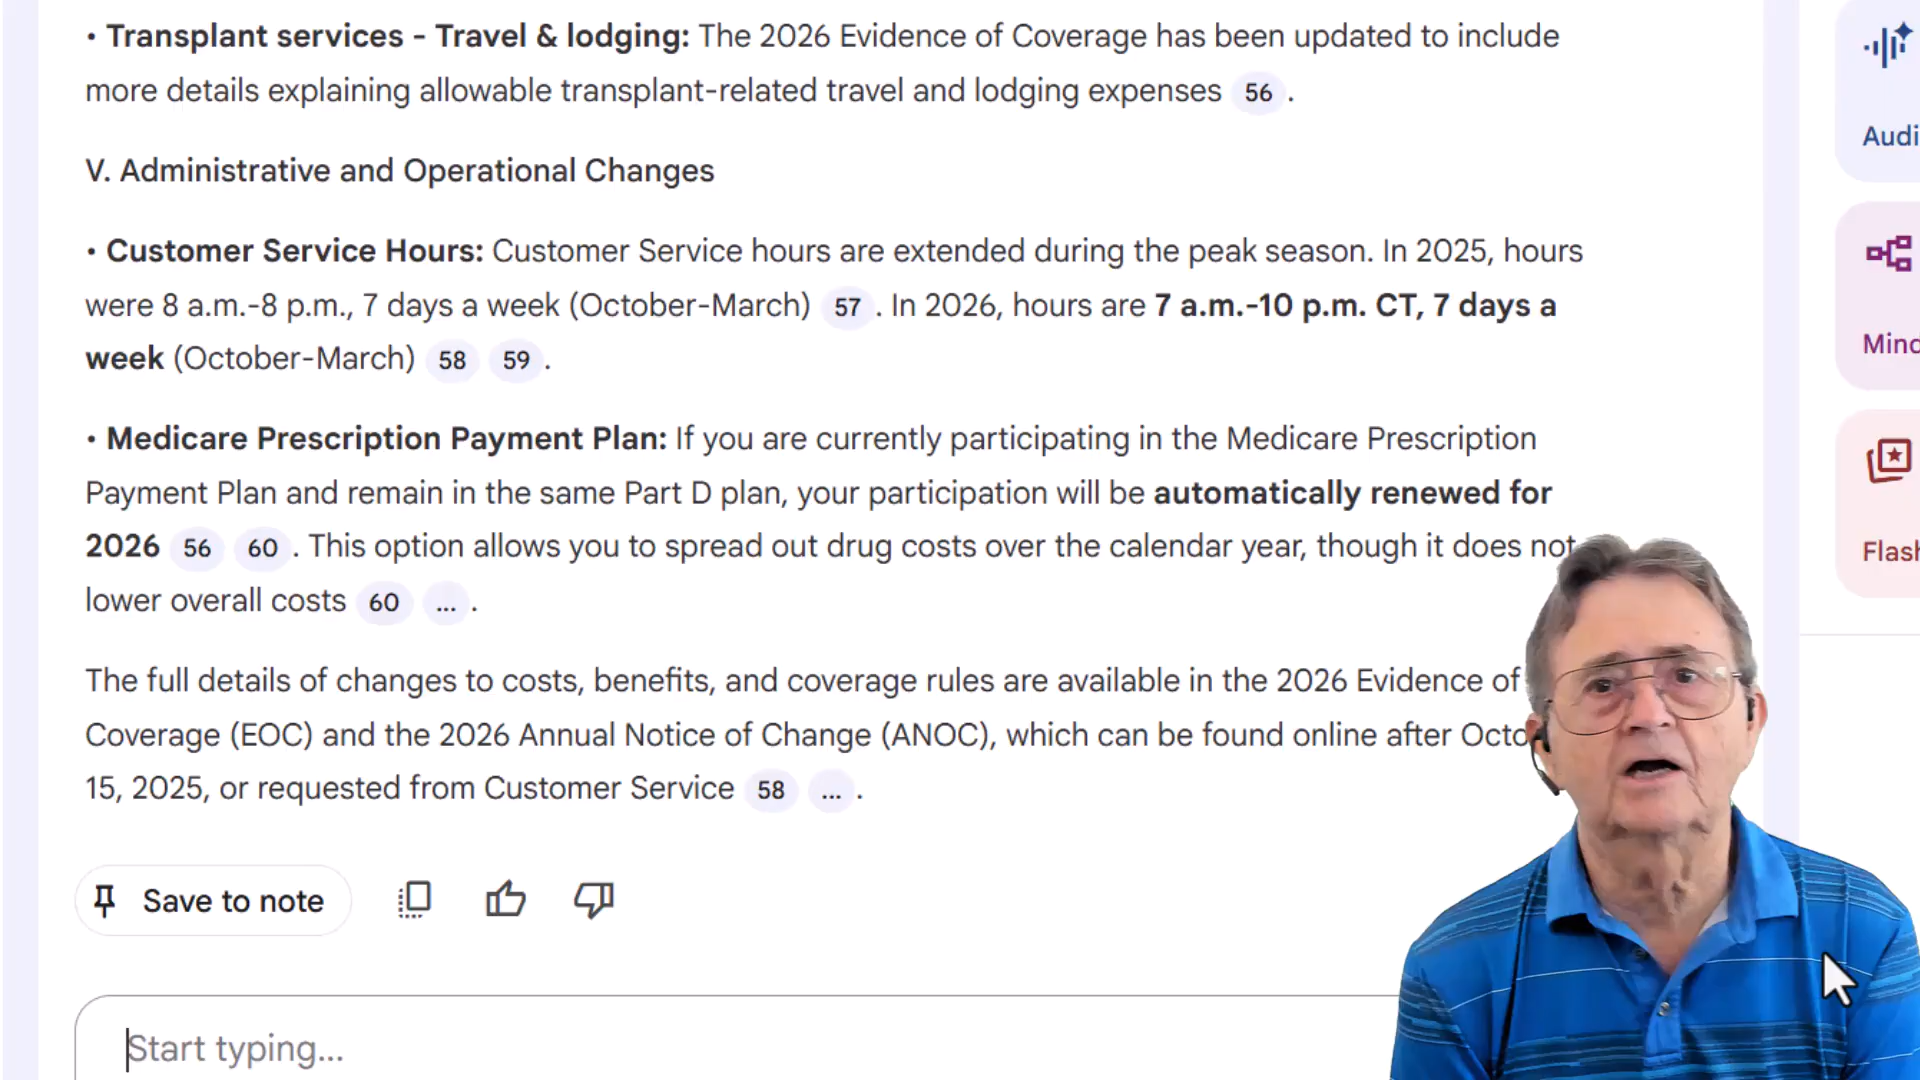 • Transplant services - Travel & lodging: The 2026 Evidence of Coverage has been updated to include
more details explaining allowable transplant-related travel and lodging expenses 56 .
V. Administrative and Operational Changes
• Customer Service Hours: Customer Service hours are extended during the peak season. In 2025, hours
were 8 a.m.-8 p.m., 7 days a week (October-March) 57 . In 2026, hours are 7 a.m.-10 p.m. CT, 7 days a
week (October-March) 58 59 .
• Medicare Prescription Payment Plan: If you are currently participating in the Medicare Prescription
Payment Plan and remain in the same Part D plan, your participation will be automatically renewed for
2026 56 60 . This option allows you to spread out drug costs over the calendar year, though it does not
lower overall costs 60 ... .
The full details of changes to costs, benefits, and coverage rules are available in the 2026 Evidence of
Coverage (EOC) and the 2026 Annual Notice of Change (ANOC), which can be found online after Octo
15, 2025, or requested from Customer Service 58 ... .
Save to note
Start typing...
Audi
Mind
Flash